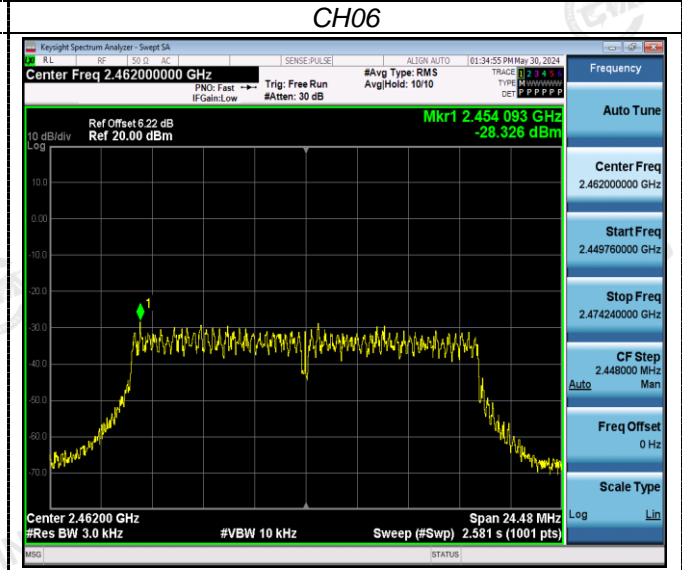 CH06
Keysight Spectrum Analyzer - Swept SA
RL RF 50 Ω AC SENSE:PULSE ALIGN AUTO 01:34:55 PM May 30, 2024
Center Freq 2.462000000 GHz
PNO: Fast
IFGain:Low
Trig: Free Run
#Atten: 30 dB
#Avg Type: RMS
Avg|Hold: 10/10
TRACE 1 2 3 4 5 6
TYPE M WWWWW
DET P P P P P P
Ref Offset 6.22 dB
10 dB/div Ref 20.00 dBm
Log
Mkr1 2.454 093 GHz
-28.326 dBm
10.0
0.00
-10.0
-20.0
-30.0
-40.0
-50.0
-60.0
-70.0
1
Center 2.46200 GHz Span 24.48 MHz
#Res BW 3.0 kHz #VBW 10 kHz Sweep (#Swp) 2.581 s (1001 pts)
MSG STATUS
Frequency
Auto Tune
Center Freq
2.462000000 GHz
Start Freq
2.449760000 GHz
Stop Freq
2.474240000 GHz
CF Step
2.448000 MHz
Auto Man
Freq Offset
0 Hz
Scale Type
Log Lin